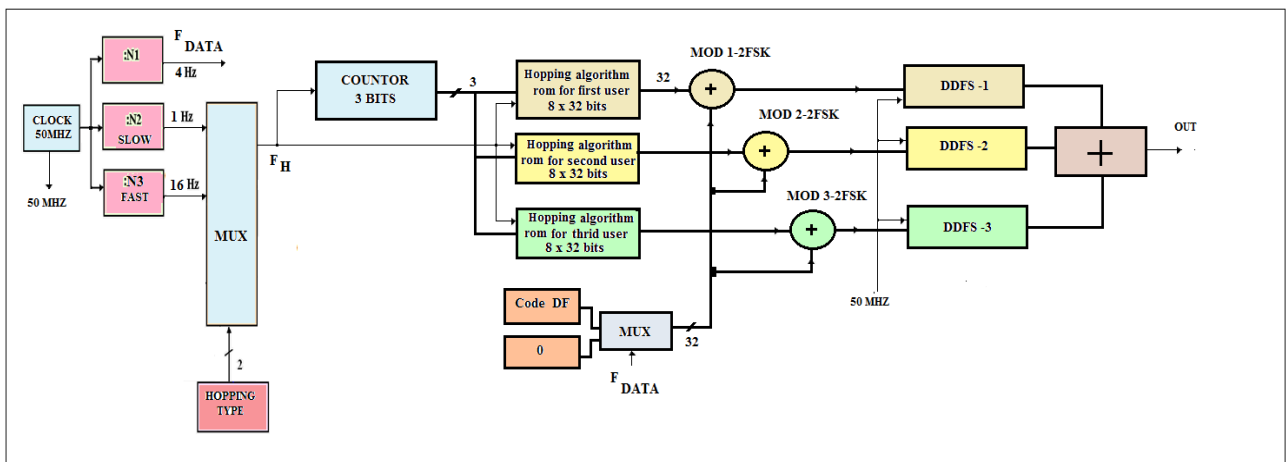 :N1
F
DATA
4 Hz
CLOCK
50MHZ
50 MHZ
:N2
SLOW
1 Hz
:N3
FAST
16 Hz
MUX
2
HOPPING
TYPE
F
H
COUNTOR
3 BITS
3
Hopping algorithm
rom for first user
8 x 32 bits
32
Hopping algorithm
rom for second user
8 x 32 bits
Hopping algorithm
rom for thrid user
8 x 32 bits
MOD 1-2FSK
+
MOD 2-2FSK
+
MOD 3-2FSK
+
Code DF
0
MUX
32
F
DATA
DDFS -1
DDFS -2
DDFS -3
50 MHZ
+
OUT